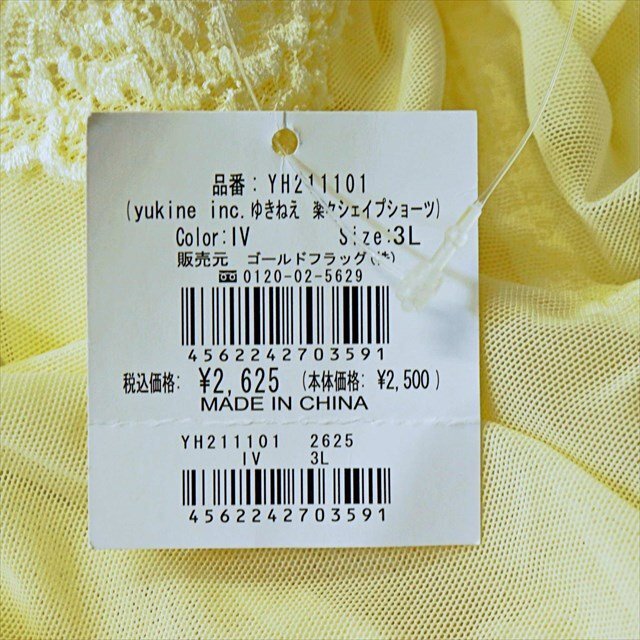 品番: YH211101
(yukine inc.ゆきねえ 楽々シェイプショーツ)
Color:IV Size:3L
販売元 ゴールドフラッグ(株)
0120-02-5629
4562242703591
税込価格: ¥2,625 (本体価格: ¥2,500)
MADE IN CHINA
YH211101 2625
IV 3L
4562242703591